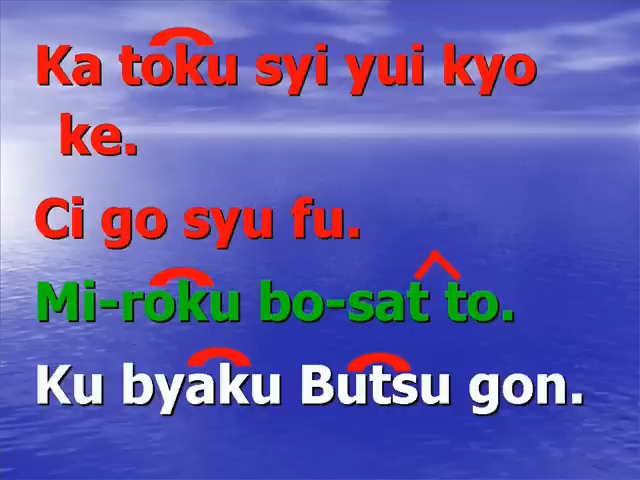 Ka toku syi yui kyo
ke.
Ci go syu fu.
Mi-roku bo-sat to.
Ku byaku Butsu gon.